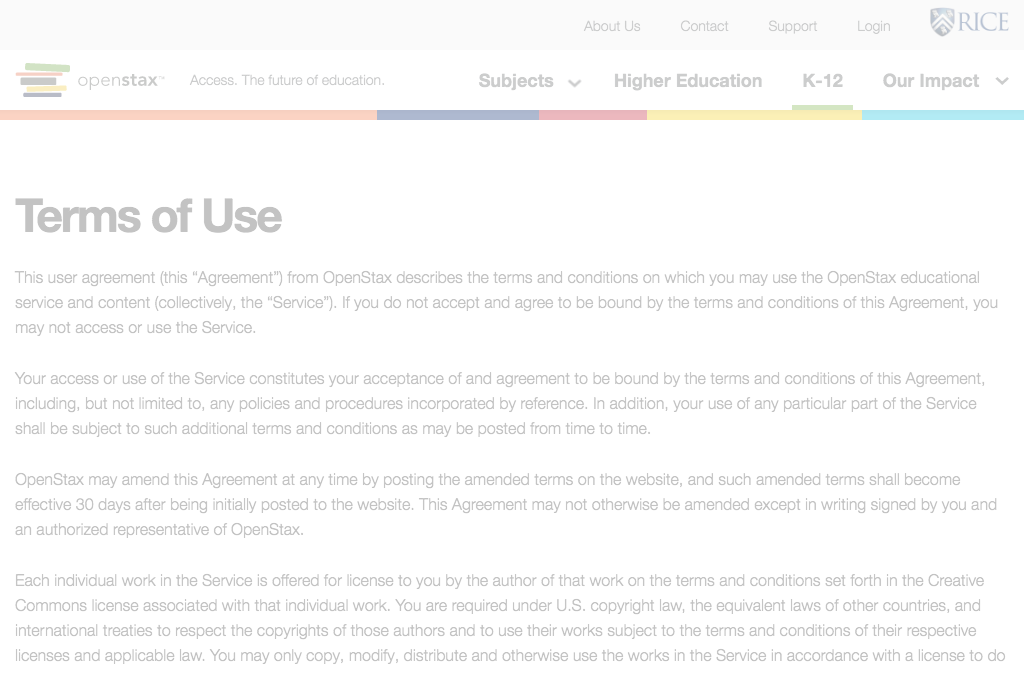 About Us Contact Support Login RICE
openstax™ Access. The future of education. Subjects Higher Education K-12 Our Impact
Terms of Use
This user agreement (this “Agreement”) from OpenStax describes the terms and conditions on which you may use the OpenStax educational
service and content (collectively, the “Service”). If you do not accept and agree to be bound by the terms and conditions of this Agreement, you
may not access or use the Service.
Your access or use of the Service constitutes your acceptance of and agreement to be bound by the terms and conditions of this Agreement,
including, but not limited to, any policies and procedures incorporated by reference. In addition, your use of any particular part of the Service
shall be subject to such additional terms and conditions as may be posted from time to time.
OpenStax may amend this Agreement at any time by posting the amended terms on the website, and such amended terms shall become
effective 30 days after being initially posted to the website. This Agreement may not otherwise be amended except in writing signed by you and
an authorized representative of OpenStax.
Each individual work in the Service is offered for license to you by the author of that work on the terms and conditions set forth in the Creative
Commons license associated with that individual work. You are required under U.S. copyright law, the equivalent laws of other countries, and
international treaties to respect the copyrights of those authors and to use their works subject to the terms and conditions of their respective
licenses and applicable law. You may only copy, modify, distribute and otherwise use the works in the Service in accordance with a license to do